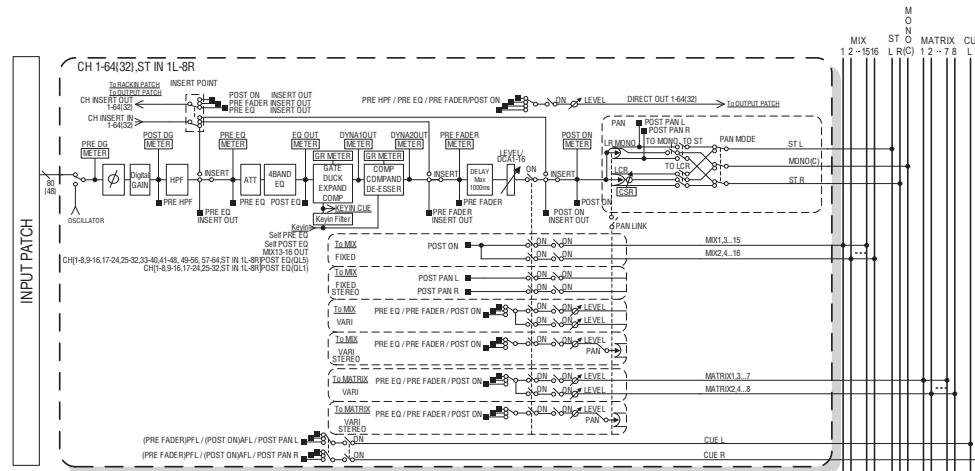 M
O
N
O
MIX ST (C) MATRIX CU
1 2 ··· 15 16 L R 1 2 ··· 7 8 L
INPUT PATCH
CH 1-64(32),ST IN 1L-8R
To RACKIN PATCH
To OUTPUT PATCH
INSERT POINT
CH INSERT OUT
1-64(32)
CH INSERT IN
1-64(32)
POST ON INSERT OUT
PRE FADER INSERT OUT
PRE EQ INSERT OUT
PRE HPF / PRE EQ / PRE FADER/POST ON
ON LEVEL DIRECT OUT 1-64(32)
To OUTPUT PATCH
PRE DG
METER
POST DG
METER
PRE EQ
METER
EQ OUT
METER
DYNA1OUT
METER
DYNA2OUT
METER
PRE FADER
METER
POST ON
METER
LEVEL/
DCA1-16
80
(48)
OSCILLATOR
Ø
Digital
GAIN
HPF
PRE HPF
INSERT
PRE EQ
INSERT OUT
ATT
PRE EQ
4BAND
EQ
POST EQ
GR METER
GATE
DUCK
EXPAND
COMP
KEYIN CUE
Keyin Filter
GR METER
COMP
COMPAND
DE-ESSER
INSERT
PRE FADER
INSERT OUT
DELAY
Max
1000ms
PRE FADER
ON
INSERT
POST ON
INSERT OUT
POST ON
PAN
POST PAN L
POST PAN R
LR MONO
TO MONO, TO ST
PAN MODE
LCR
TO LCR
CSR
ST L
MONO(C)
ST R
PAN LINK
Keyin
Self PRE EQ
Self POST EQ
MIX13-16 OUT
CH[1-8,9-16,17-24,25-32,33-40,41-48, 49-56, 57-64,ST IN 1L-8R]POST EQ(QL5)
CH[1-8,9-16,17-24,25-32,ST IN 1L-8R]POST EQ(QL1)
To MIX
FIXED
POST ON
ON ON
ON ON
MIX1,3...15
MIX2,4...16
To MIX
FIXED
STEREO
POST PAN L
POST PAN R
ON ON
ON ON
To MIX
VARI
PRE EQ / PRE FADER / POST ON
ON ON LEVEL
ON ON LEVEL
To MIX
VARI
STEREO
PRE EQ / PRE FADER / POST ON
ON ON LEVEL
PAN
To MATRIX
VARI
PRE EQ / PRE FADER / POST ON
ON ON LEVEL
ON ON LEVEL
MATRIX1,3...7
MATRIX2,4...8
To MATRIX
VARI
STEREO
PRE EQ / PRE FADER / POST ON
ON ON LEVEL
PAN
(PRE FADER)PFL / (POST ON)AFL / POST PAN L
ON
CUE L
(PRE FADER)PFL / (POST ON)AFL / POST PAN R
ON
CUE R